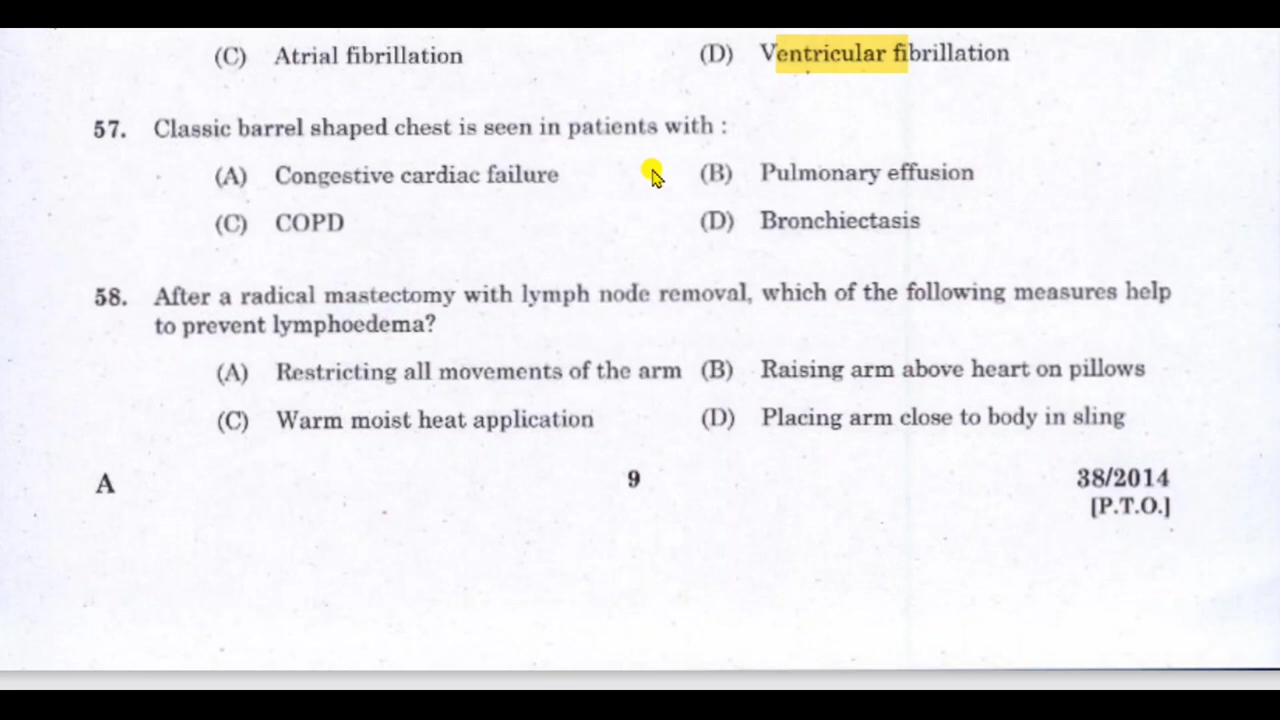 (C) Atrial fibrillation (D) Ventricular fibrillation
57. Classic barrel shaped chest is seen in patients with :
(A) Congestive cardiac failure (B) Pulmonary effusion
(C) COPD (D) Bronchiectasis
58. After a radical mastectomy with lymph node removal, which of the following measures help
to prevent lymphoedema?
(A) Restricting all movements of the arm (B) Raising arm above heart on pillows
(C) Warm moist heat application (D) Placing arm close to body in sling
A 9 38/2014
[P.T.O.]